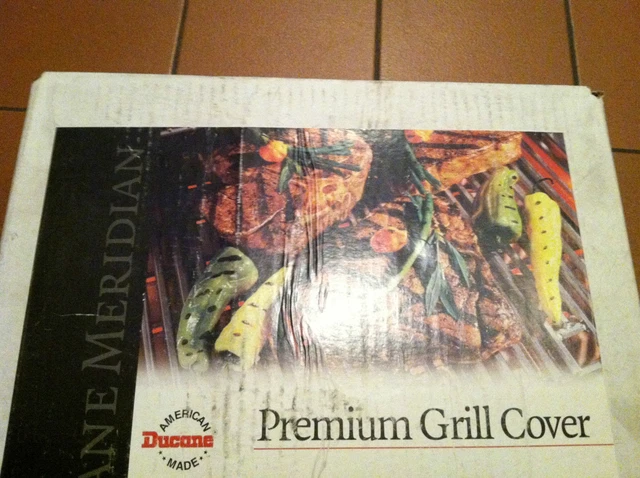 ANE MERIDIAN
AMERICAN
Ducane
MADE
Premium Grill Cover